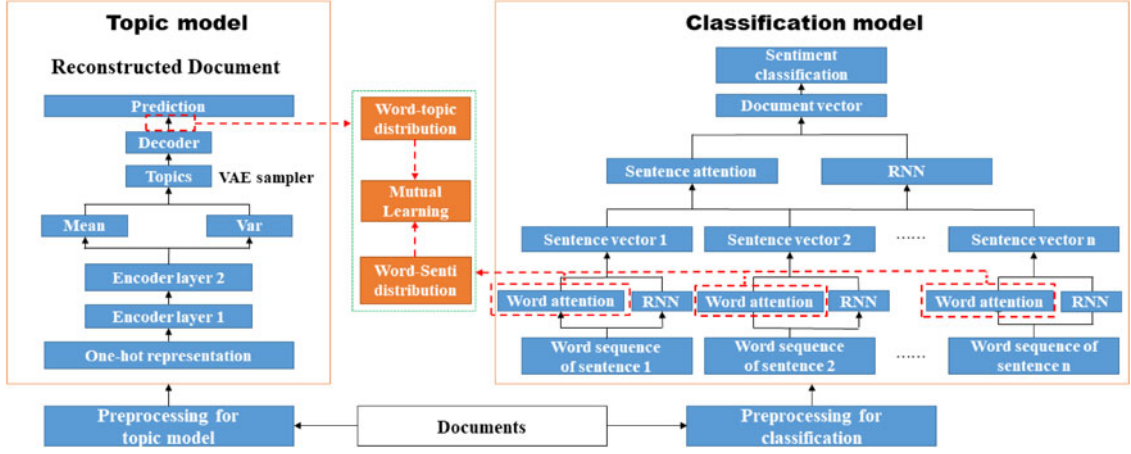 Topic model
Reconstructed Document
Prediction
Decoder
Topics
VAE sampler
Mean
Var
Encoder layer 2
Encoder layer 1
One-hot representation
Preprocessing for
topic model
Documents
Word-topic
distribution
Mutual
Learning
Word-Senti
distribution
Classification model
Sentiment
classification
Document vector
Sentence attention
RNN
Sentence vector 1
Sentence vector 2
......
Sentence vector n
Word attention
RNN
Word attention
RNN
Word attention
RNN
Word sequence
of sentence 1
Word sequence
of sentence 2
......
Word sequence of
sentence n
Preprocessing for
classification